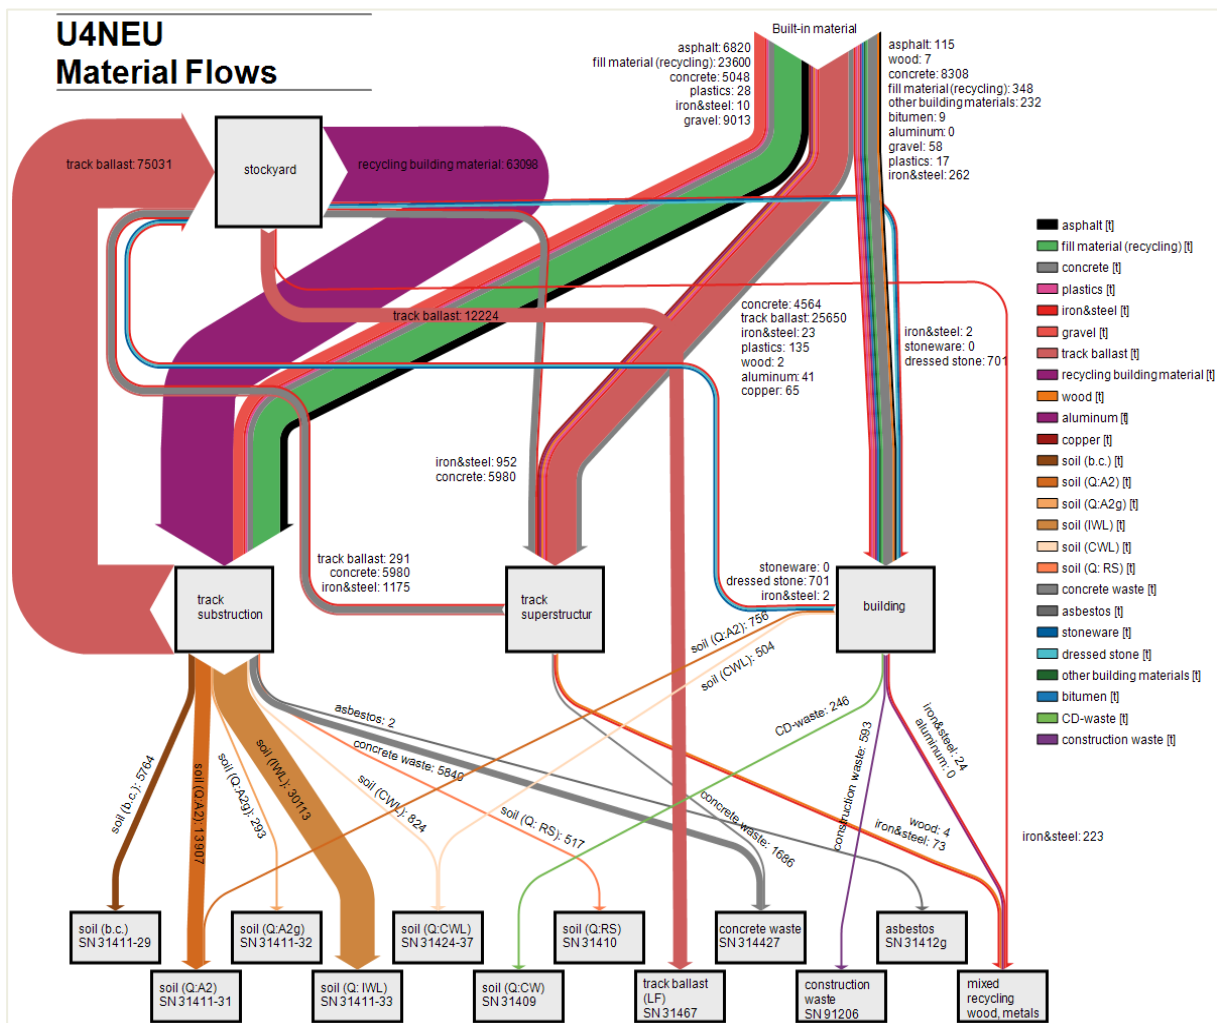 U4NEU
Material Flows
Built-in material
asphalt: 6820
fill material (recycling): 23600
concrete: 5048
plastics: 28
iron&steel: 10
gravel: 9013
asphalt: 115
wood: 7
concrete: 8308
fill material (recycling): 348
other building materials: 232
bitumen: 9
aluminum: 0
gravel: 58
plastics: 17
iron&steel: 262
track ballast: 75031
stockyard
recycling building material: 63098
asphalt [t]
fill material (recycling) [t]
concrete [t]
plastics [t]
iron&steel [t]
gravel [t]
track ballast [t]
recycling building material [t]
wood [t]
aluminum [t]
copper [t]
soil (b.c.) [t]
soil (Q:A2) [t]
soil (Q:A2g) [t]
soil (IWL) [t]
soil (CWL) [t]
soil (Q: RS) [t]
concrete waste [t]
asbestos [t]
stoneware [t]
dressed stone [t]
other building materials [t]
bitumen [t]
CD-waste [t]
construction waste [t]
track ballast: 12224
concrete: 4564
track ballast: 25650
iron&steel: 23
plastics: 135
wood: 2
aluminum: 41
copper: 65
iron&steel: 2
stoneware: 0
dressed stone: 701
iron&steel: 952
concrete: 5980
track ballast: 291
concrete: 5980
iron&steel: 1175
stoneware: 0
dressed stone: 701
iron&steel: 2
track
substruction
track
superstructur
building
soil (Q:A2): 756
soil (CWL): 504
asbestos: 2
concrete waste: 5840
CD-waste: 246
construction waste: 593
iron&steel: 24
aluminum: 0
soil (b.c.): 5764
soil (Q:A2): 13907
soil (Q:A2g): 293
soil (IWL): 30113
soil (CWL): 824
soil (Q: RS): 517
concrete waste: 1686
wood: 4
iron&steel: 73
iron&steel: 223
soil (b.c.)
SN 31411-29
soil (Q:A2g)
SN 31411-32
soil (Q:CWL)
SN 31424-37
soil (Q:RS)
SN 31410
concrete waste
SN 314427
asbestos
SN 31412g
soil (Q:A2)
SN 31411-31
soil (Q: IWL)
SN 31411-33
soil (Q:CW)
SN 31409
track ballast
(LF)
SN 31467
construction
waste
SN 91206
mixed
recycling
wood, metals